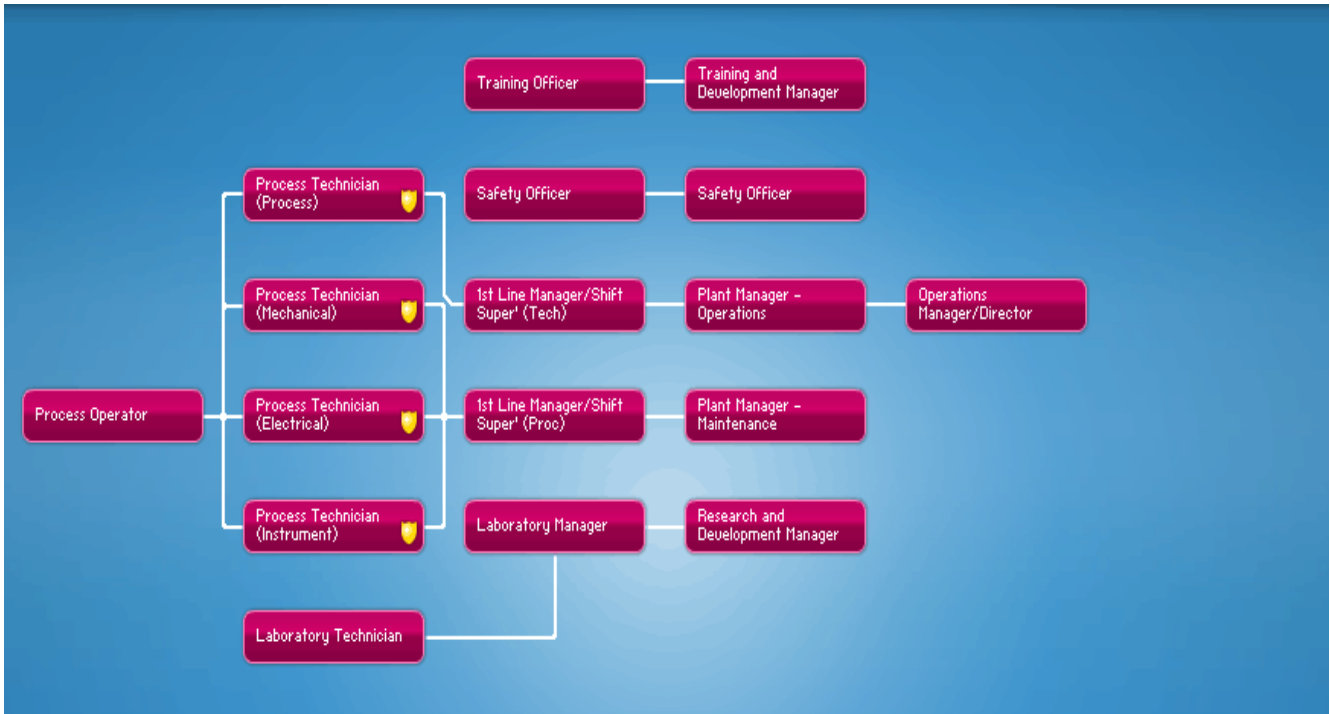 Training Officer
Training and
Development Manager
Process Technician
(Process)
Safety Officer
Safety Officer
Process Technician
(Mechanical)
1st Line Manager/Shift
Super' (Tech)
Plant Manager –
Operations
Operations
Manager/Director
Process Operator
Process Technician
(Electrical)
1st Line Manager/Shift
Super' (Proc)
Plant Manager –
Maintenance
Process Technician
(Instrument)
Laboratory Manager
Research and
Development Manager
Laboratory Technician